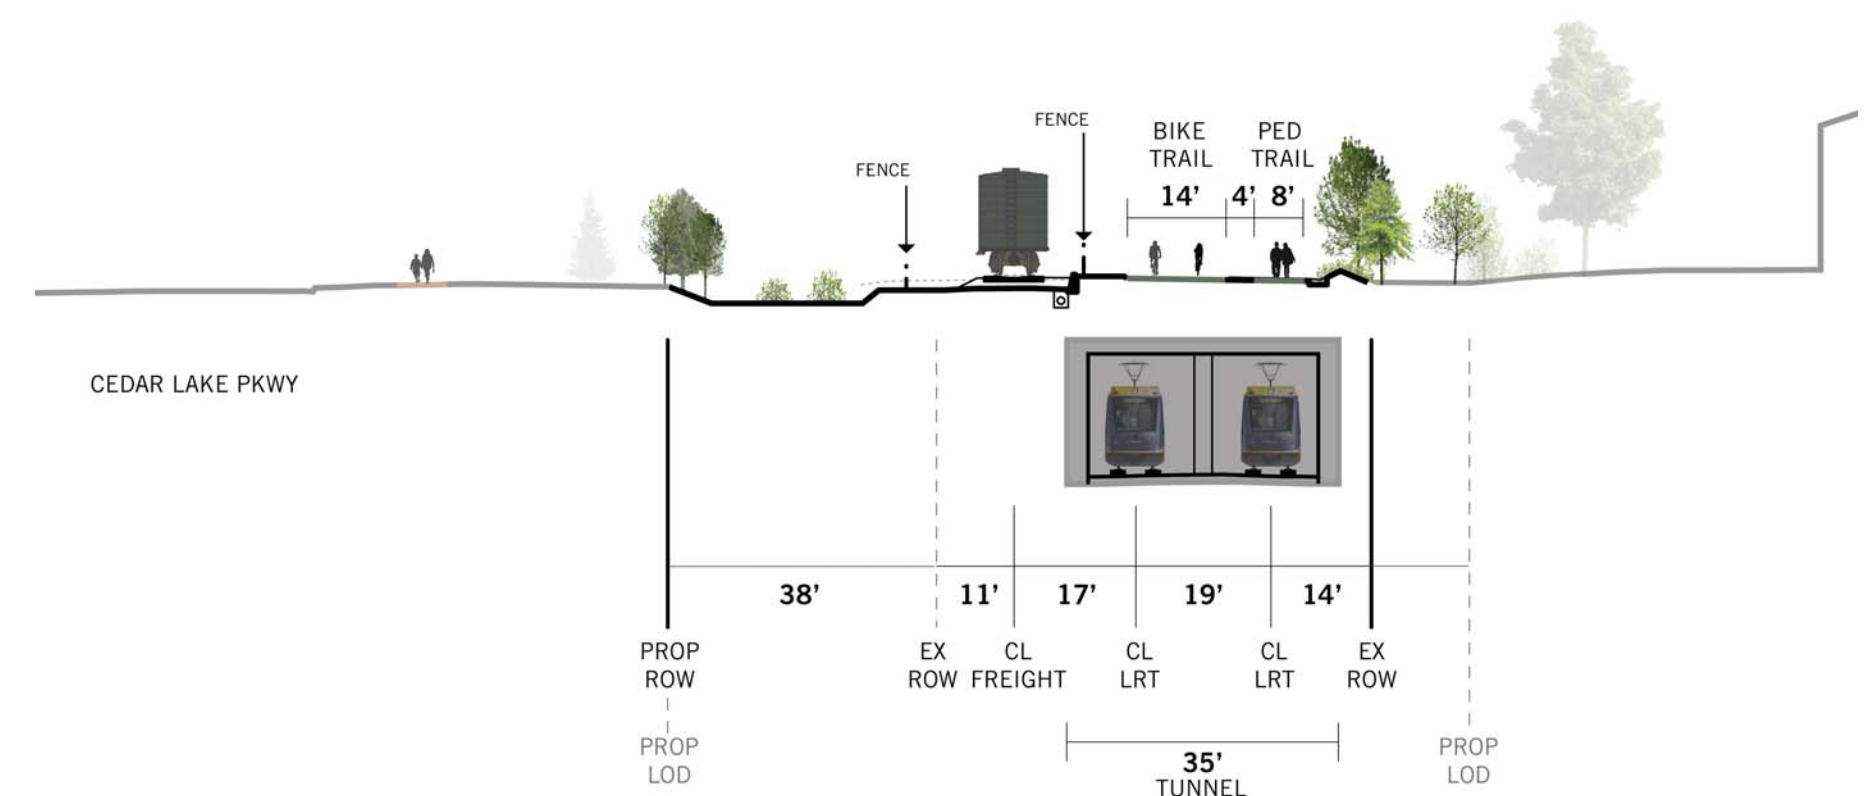 FENCE
FENCE
BIKE
TRAIL
PED
TRAIL
14’
4’
8’
CEDAR LAKE PKWY
38’
11’
17’
19’
14’
PROP
ROW
EX
ROW
CL
FREIGHT
CL
LRT
CL
LRT
EX
ROW
PROP
LOD
PROP
LOD
35’
TUNNEL